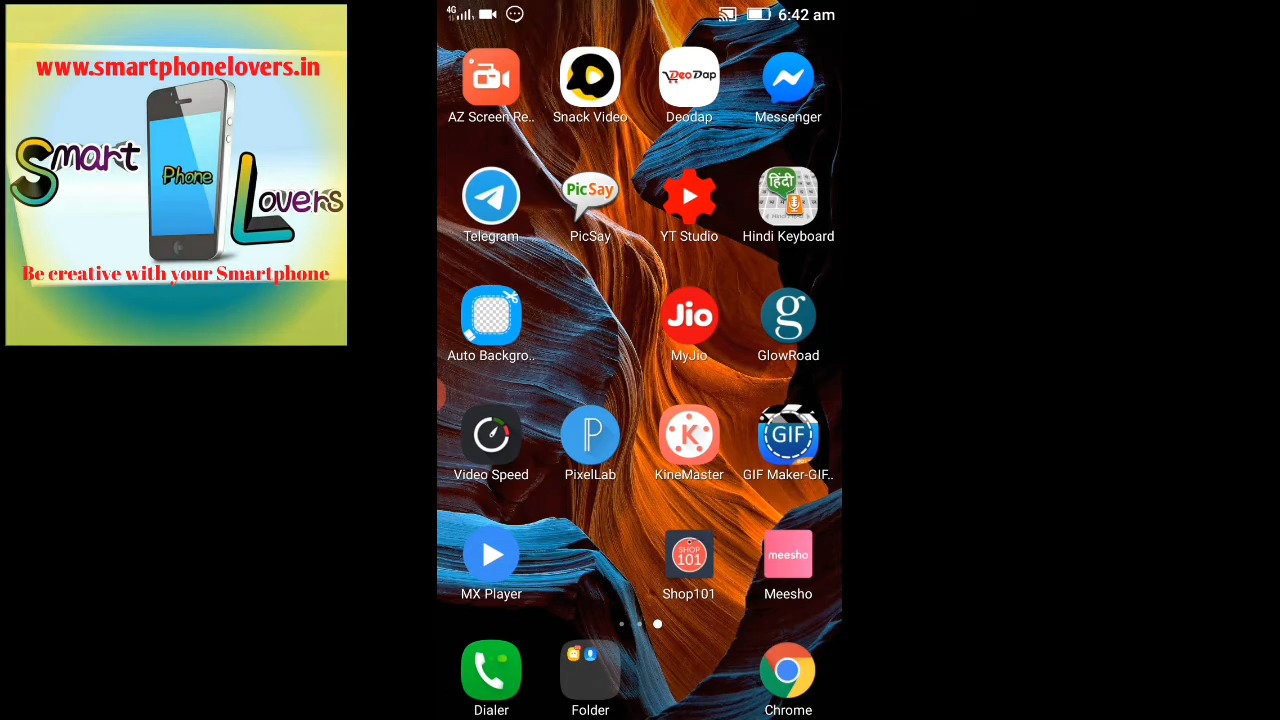 www.smartphonelovers.in
Smart
Phone
Lovers
Be creative with your Smartphone
4G 6:42 am
AZ Screen Re.. Snack Video Deodap Messenger
DeoDap
PicSay
हिंदी
Telegram PicSay YT Studio Hindi Keyboard
Jio g
Auto Backgro.. MyJio GlowRoad
P K GIF
Video Speed PixelLab KineMaster GIF Maker-GIF..
SHOP
101
meesho
MX Player Shop101 Meesho
Dialer Folder Chrome